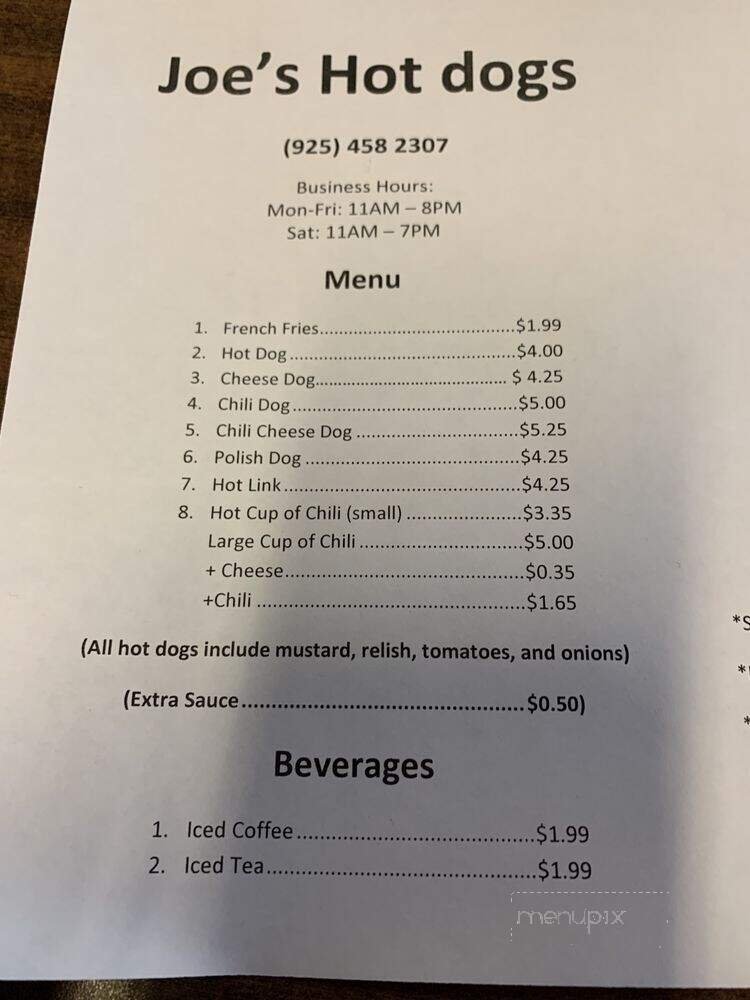 Joe's Hot dogs
(925) 458 2307
Business Hours:
Mon-Fri: 11AM – 8PM
Sat: 11AM – 7PM
Menu
1. French Fries.......................................$1.99
2. Hot Dog.............................................$4.00
3. Cheese Dog...................................... $ 4.25
4. Chili Dog............................................$5.00
5. Chili Cheese Dog...............................$5.25
6. Polish Dog.........................................$4.25
7. Hot Link.............................................$4.25
8. Hot Cup of Chili (small)......................$3.35
Large Cup of Chili..............................$5.00
+ Cheese............................................$0.35
+Chili.................................................$1.65
(All hot dogs include mustard, relish, tomatoes, and onions)
(Extra Sauce.............................................$0.50)
Beverages
1. Iced Coffee.......................................$1.99
2. Iced Tea............................................$1.99
*S
*
*
menupix